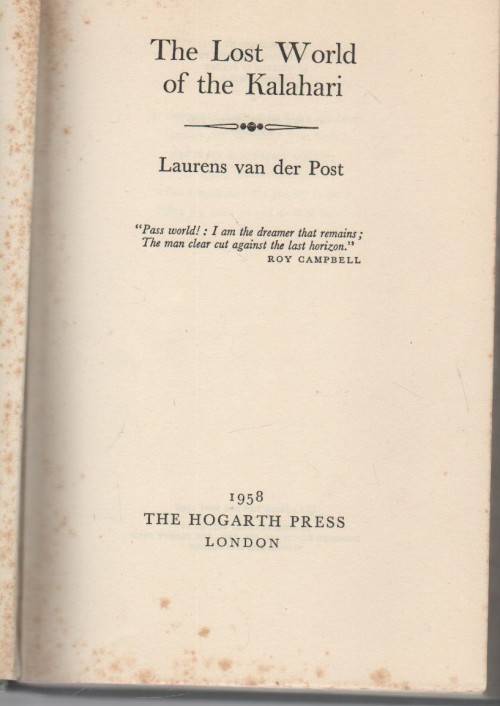 The Lost World
of the Kalahari
Laurens van der Post
"Pass world! : I am the dreamer that remains;
The man clear cut against the last horizon."
ROY CAMPBELL
1958
THE HOGARTH PRESS
LONDON